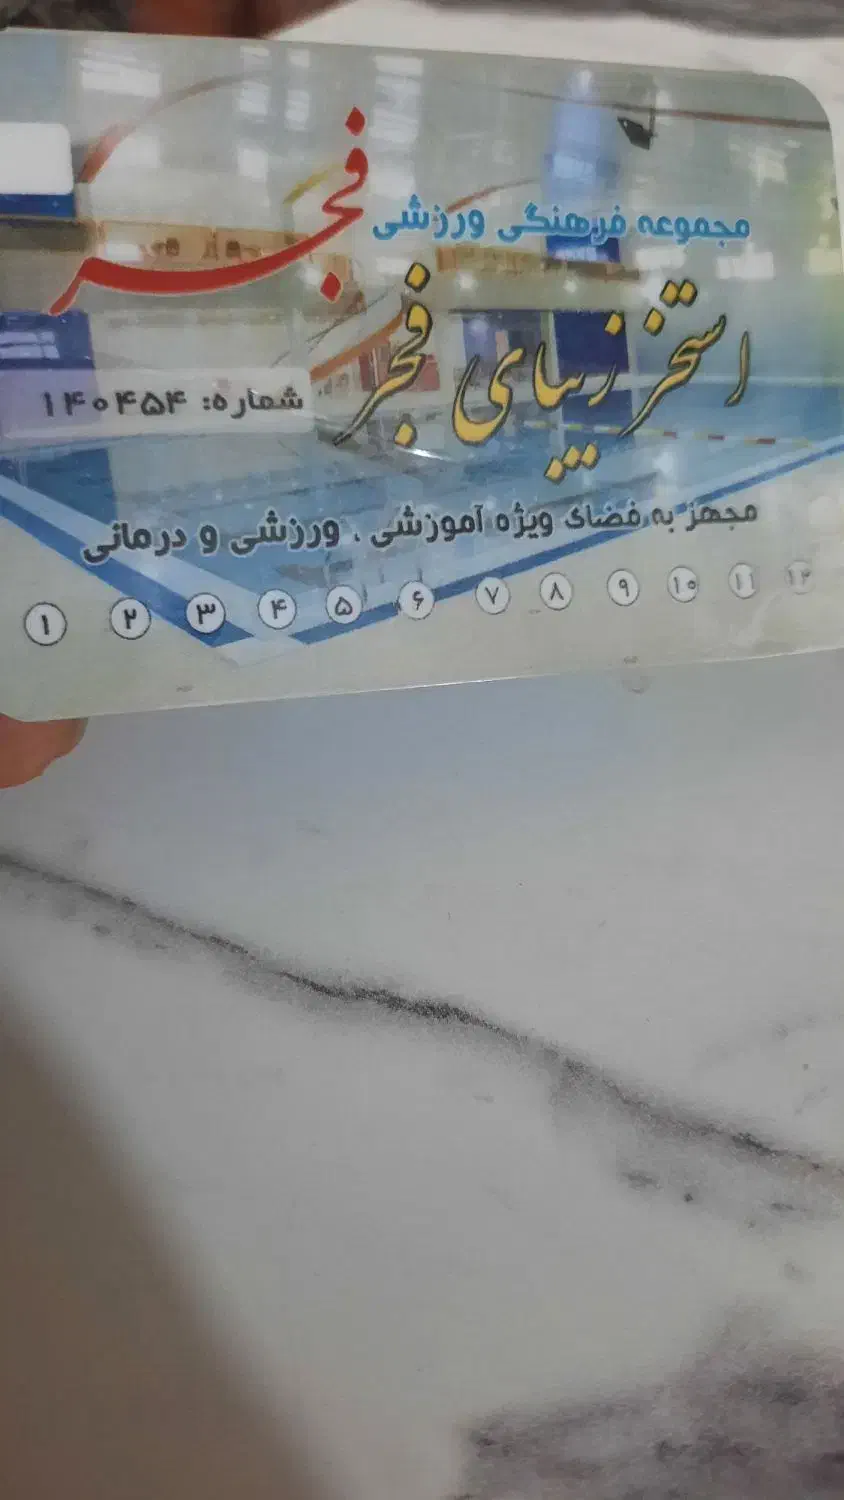 فجر
مجموعه فرهنگی ورزشی
استخر زیبای فجر
شماره: ۱۴۰۴۵۴
مجهز به فضای ویژه آموزشی ، ورزشی و درمانی
۱ ۲ ۳ ۴ ۵ ۶ ۷ ۸ ۹ ۱۰ ۱۱ ۱۲